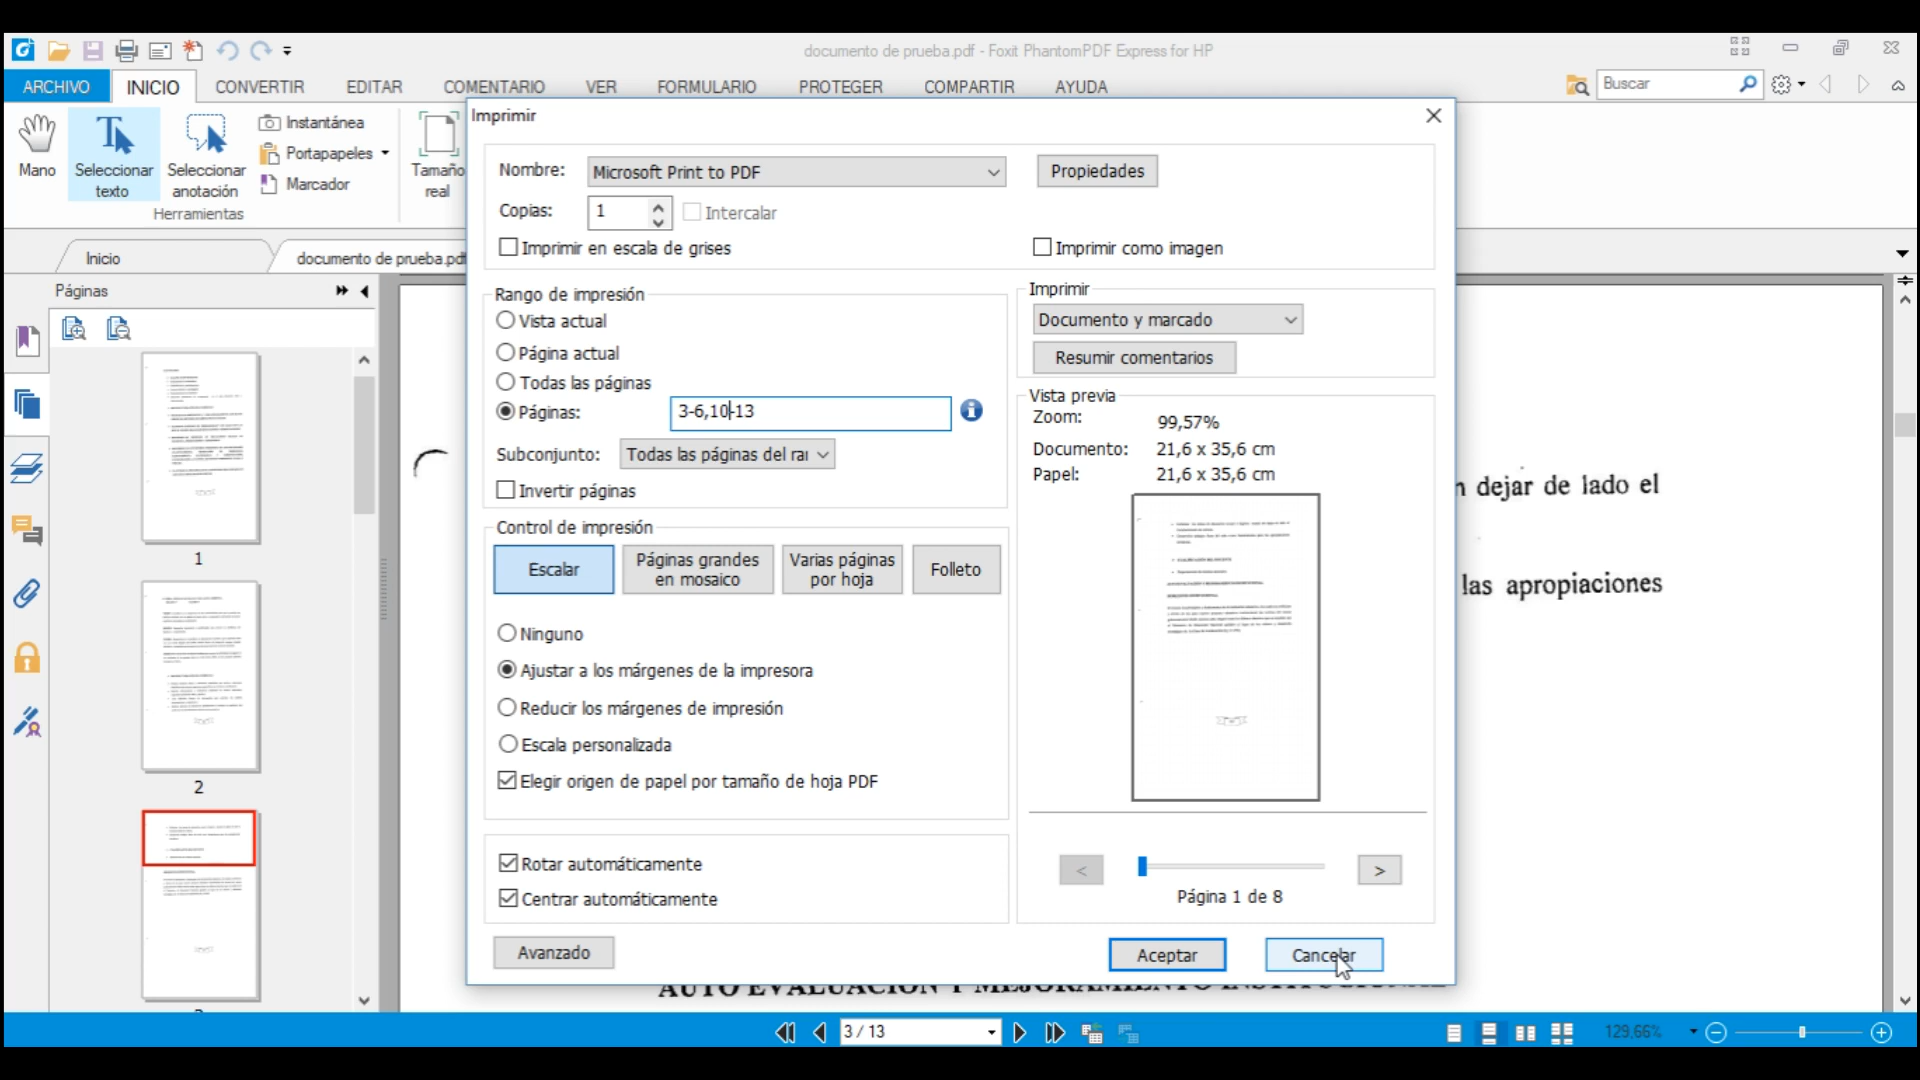 documento de prueba.pdf - Foxit PhantomPDF Express for HP
ARCHIVO INICIO CONVERTIR EDITAR COMENTARIO VER FORMULARIO PROTEGER COMPARTIR AYUDA Buscar
Mano
Seleccionar texto
Seleccionar anotación
Instantánea
Portapapeles
Marcador
Tamaño real
Herramientas
Inicio
documento de prueba.pdf
Páginas
1
2
Imprimir
Nombre: Microsoft Print to PDF Propiedades
Copias: 1 Intercalar
Imprimir en escala de grises Imprimir como imagen
Rango de impresión
Vista actual
Página actual
Todas las páginas
Páginas: 3-6,10-13
Subconjunto: Todas las páginas del ran
Invertir páginas
Control de impresión
Escalar
Páginas grandes en mosaico
Varias páginas por hoja
Folleto
Ninguno
Ajustar a los márgenes de la impresora
Reducir los márgenes de impresión
Escala personalizada
Elegir origen de papel por tamaño de hoja PDF
Rotar automáticamente
Centrar automáticamente
Avanzado
Imprimir
Documento y marcado
Resumir comentarios
Vista previa
Zoom: 99,57%
Documento: 21,6 x 35,6 cm
Papel: 21,6 x 35,6 cm
< >
Página 1 de 8
Aceptar Cancelar
n dejar de lado el
las apropiaciones
AUTO EVALUACION Y MEJORAMIENTO INSTITUCIONAL
3 / 13
129,66%